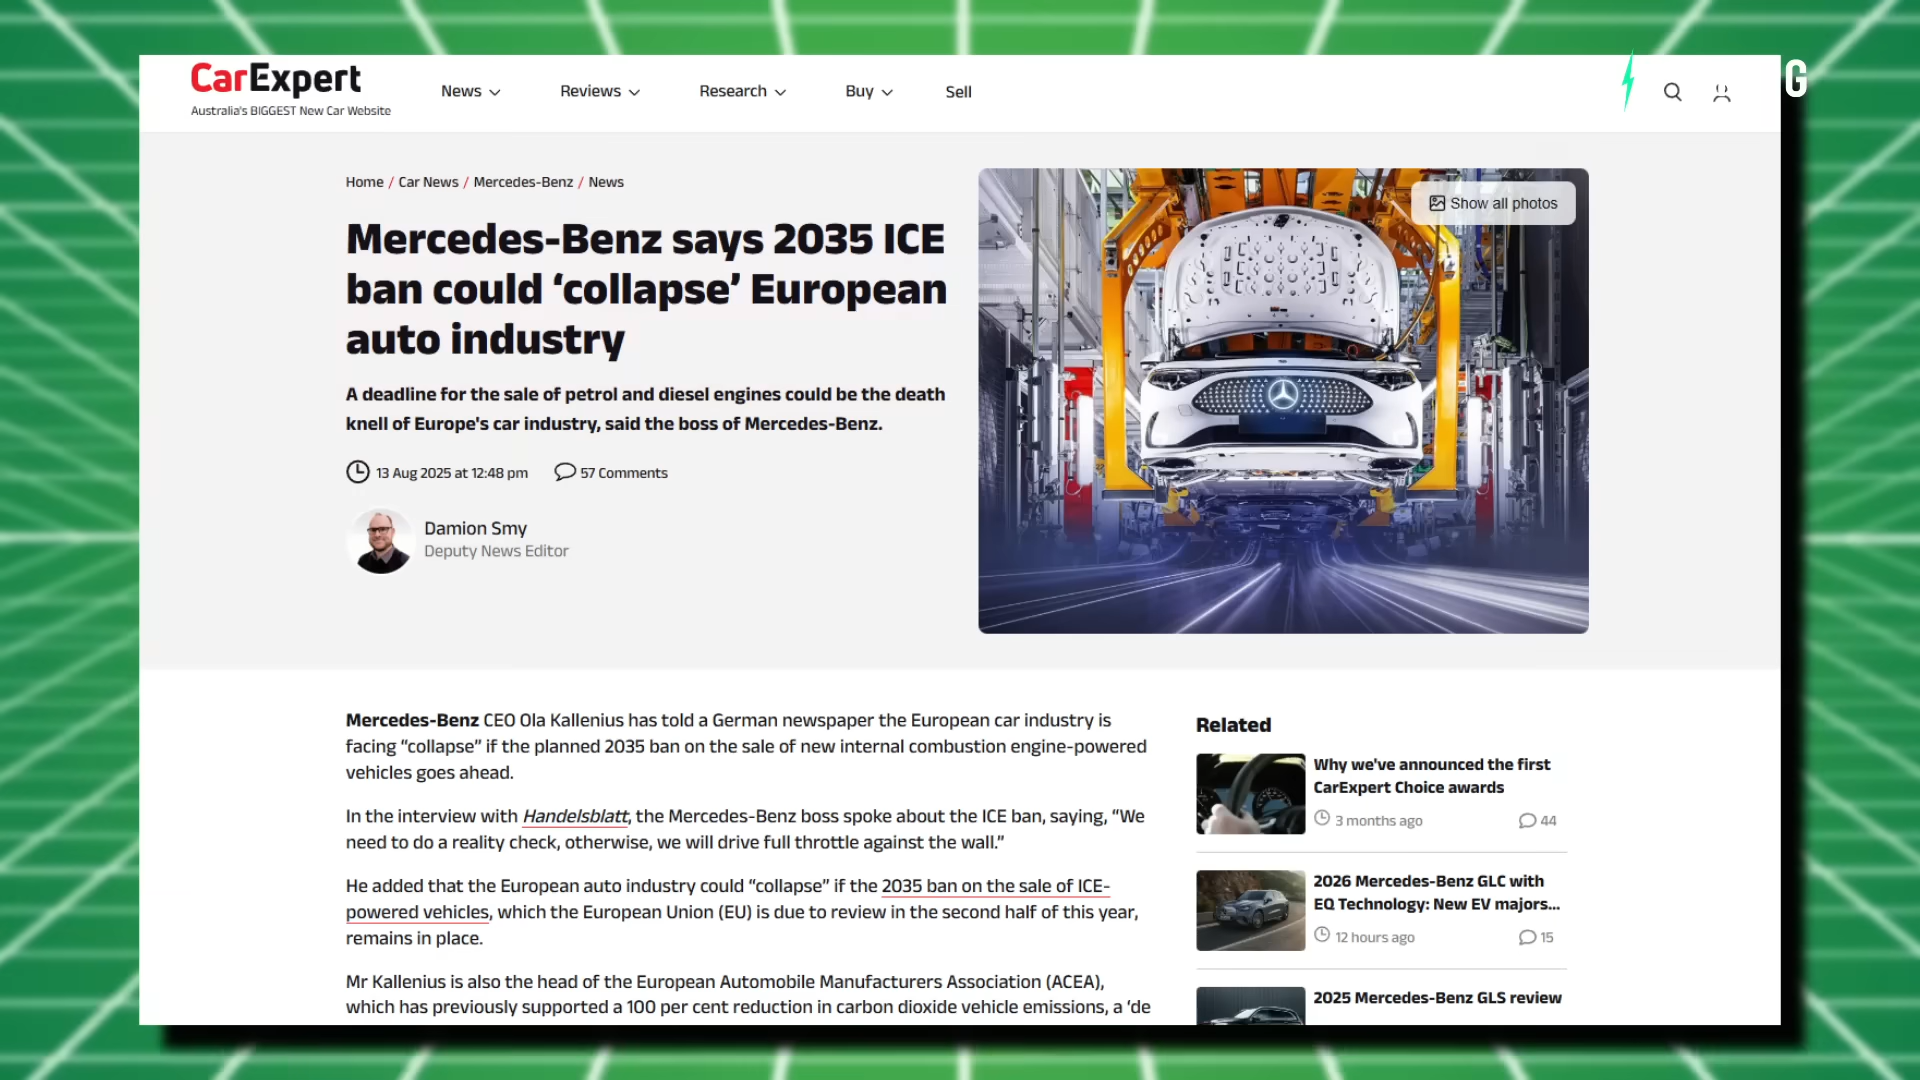 CarExpert
Australia's BIGGEST New Car Website
News
Reviews
Research
Buy
Sell
G
Home / Car News / Mercedes-Benz / News
Mercedes-Benz says 2035 ICE
ban could ‘collapse’ European
auto industry
A deadline for the sale of petrol and diesel engines could be the death
knell of Europe's car industry, said the boss of Mercedes-Benz.
13 Aug 2025 at 12:48 pm
57 Comments
Damion Smy
Deputy News Editor
Show all photos
Mercedes-Benz CEO Ola Kallenius has told a German newspaper the European car industry is
facing “collapse” if the planned 2035 ban on the sale of new internal combustion engine-powered
vehicles goes ahead.
In the interview with Handelsblatt, the Mercedes-Benz boss spoke about the ICE ban, saying, “We
need to do a reality check, otherwise, we will drive full throttle against the wall.”
He added that the European auto industry could “collapse” if the 2035 ban on the sale of ICE-
powered vehicles, which the European Union (EU) is due to review in the second half of this year,
remains in place.
Mr Kallenius is also the head of the European Automobile Manufacturers Association (ACEA),
which has previously supported a 100 per cent reduction in carbon dioxide vehicle emissions, a ‘de
Related
Why we've announced the first
CarExpert Choice awards
3 months ago
44
2026 Mercedes-Benz GLC with
EQ Technology: New EV majors...
12 hours ago
15
2025 Mercedes-Benz GLS review